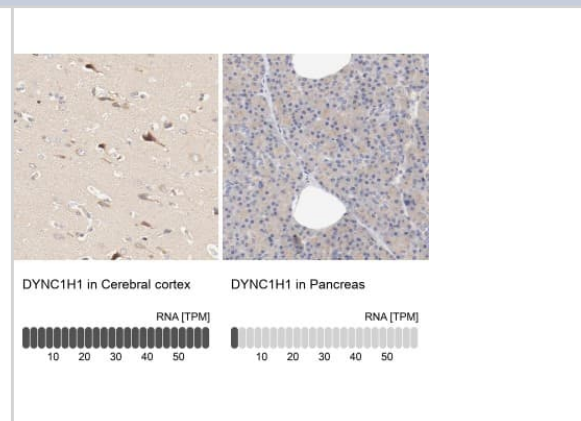 DYNC1H1 in Cerebral cortex
RNA [TPM]
10 20 30 40 50
DYNC1H1 in Pancreas
RNA [TPM]
10 20 30 40 50